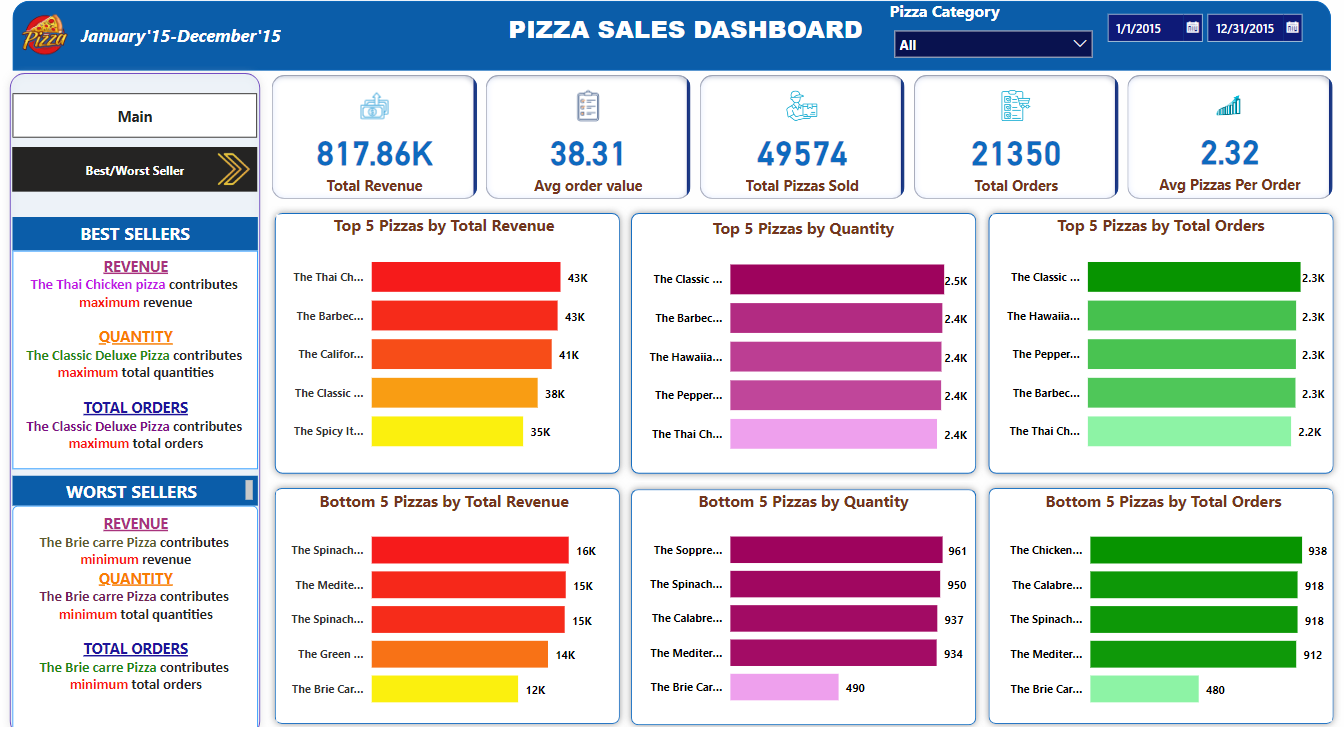 Pizza
January'15-December'15
PIZZA SALES DASHBOARD
Pizza Category
All
1/1/2015
12/31/2015
Main
Best/Worst Seller
BEST SELLERS
REVENUE
The Thai Chicken pizza contributes
maximum revenue
QUANTITY
The Classic Deluxe Pizza contributes
maximum total quantities
TOTAL ORDERS
The Classic Deluxe Pizza contributes
maximum total orders
WORST SELLERS
REVENUE
The Brie carre Pizza contributes
minimum revenue
QUANTITY
The Brie carre Pizza contributes
minimum total quantities
TOTAL ORDERS
The Brie carre Pizza contributes
minimum total orders
817.86K
Total Revenue
38.31
Avg order value
49574
Total Pizzas Sold
21350
Total Orders
2.32
Avg Pizzas Per Order
Top 5 Pizzas by Total Revenue
The Thai Ch... 43K
The Barbec... 43K
The Califor... 41K
The Classic ... 38K
The Spicy It... 35K
Top 5 Pizzas by Quantity
The Classic ... 2.5K
The Barbec... 2.4K
The Hawaiia... 2.4K
The Pepper... 2.4K
The Thai Ch... 2.4K
Top 5 Pizzas by Total Orders
The Classic ... 2.3K
The Hawaiia... 2.3K
The Pepper... 2.3K
The Barbec... 2.3K
The Thai Ch... 2.2K
Bottom 5 Pizzas by Total Revenue
The Spinach... 16K
The Medite... 15K
The Spinach... 15K
The Green ... 14K
The Brie Car... 12K
Bottom 5 Pizzas by Quantity
The Soppre... 961
The Spinach... 950
The Calabre... 937
The Mediter... 934
The Brie Car... 490
Bottom 5 Pizzas by Total Orders
The Chicken... 938
The Calabre... 918
The Spinach... 918
The Mediter... 912
The Brie Car... 480